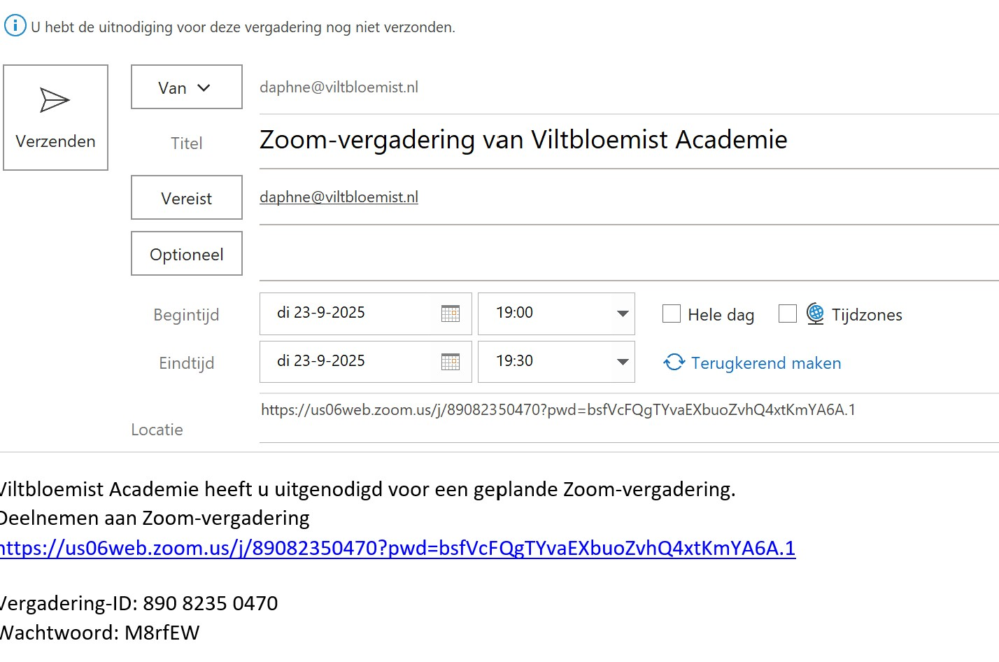 U hebt de uitnodiging voor deze vergadering nog niet verzonden.
Verzenden
Van
daphne@viltbloemist.nl
Titel
Zoom-vergadering van Viltbloemist Academie
Vereist
daphne@viltbloemist.nl
Optioneel
Begintijd
di 23-9-2025
19:00
Hele dag
Tijdzones
Eindtijd
di 23-9-2025
19:30
Terugkerend maken
Locatie
https://us06web.zoom.us/j/89082350470?pwd=bsfVcFQgTYvaEXbuoZvhQ4xtKmYA6A.1
Viltbloemist Academie heeft u uitgenodigd voor een geplande Zoom-vergadering.
Deelnemen aan Zoom-vergadering
https://us06web.zoom.us/j/89082350470?pwd=bsfVcFQgTYvaEXbuoZvhQ4xtKmYA6A.1
Vergadering-ID: 890 8235 0470
Wachtwoord: M8rfEW